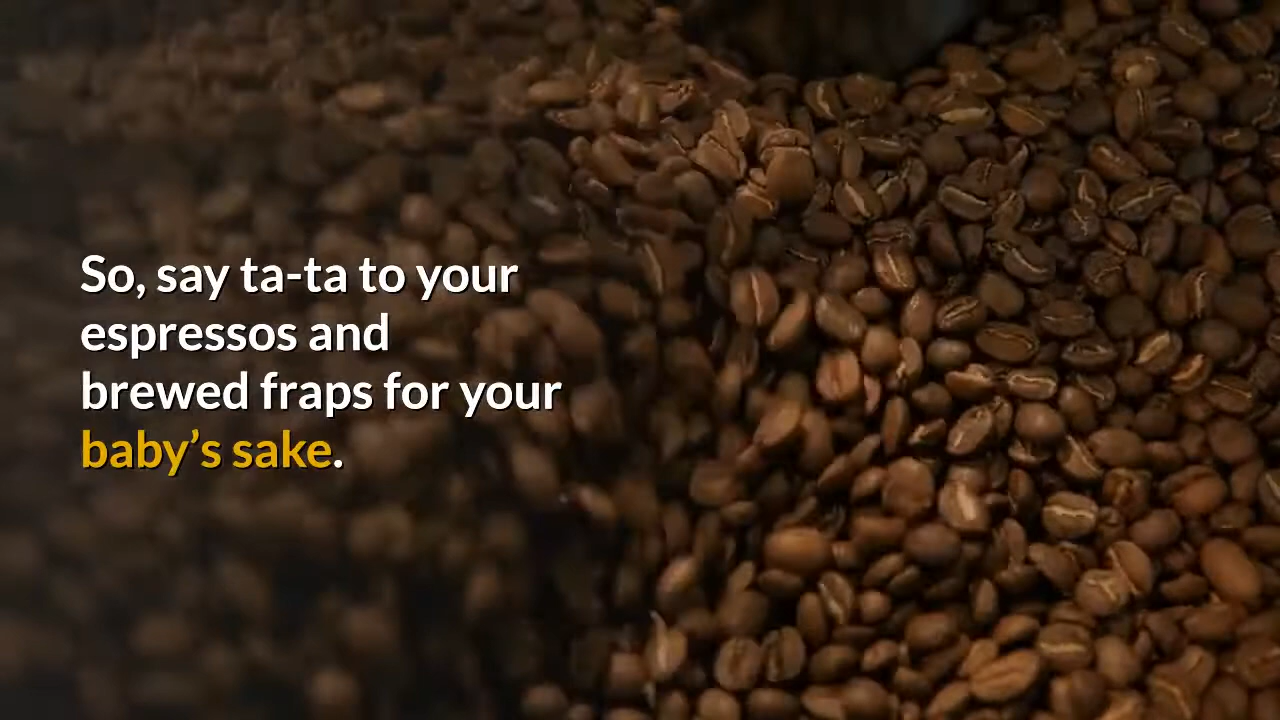 So, say ta-ta to your
espressos and
brewed fraps for your
baby’s sake.